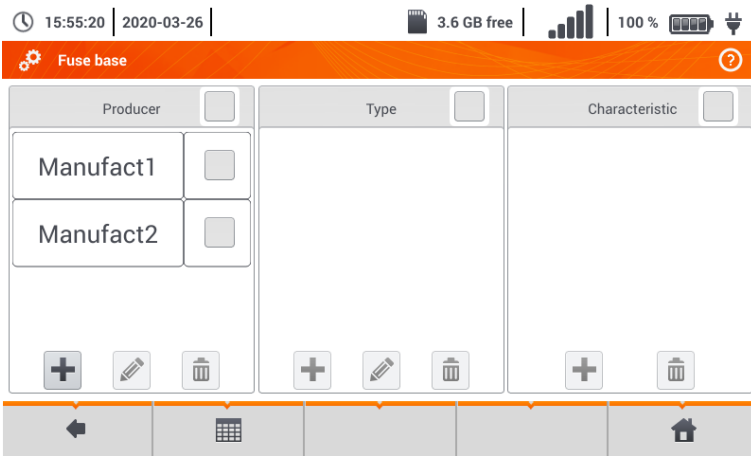 15:55:20 2020-03-26 3.6 GB free 100 %
Fuse base ?
Producer Type Characteristic
Manufact1
Manufact2